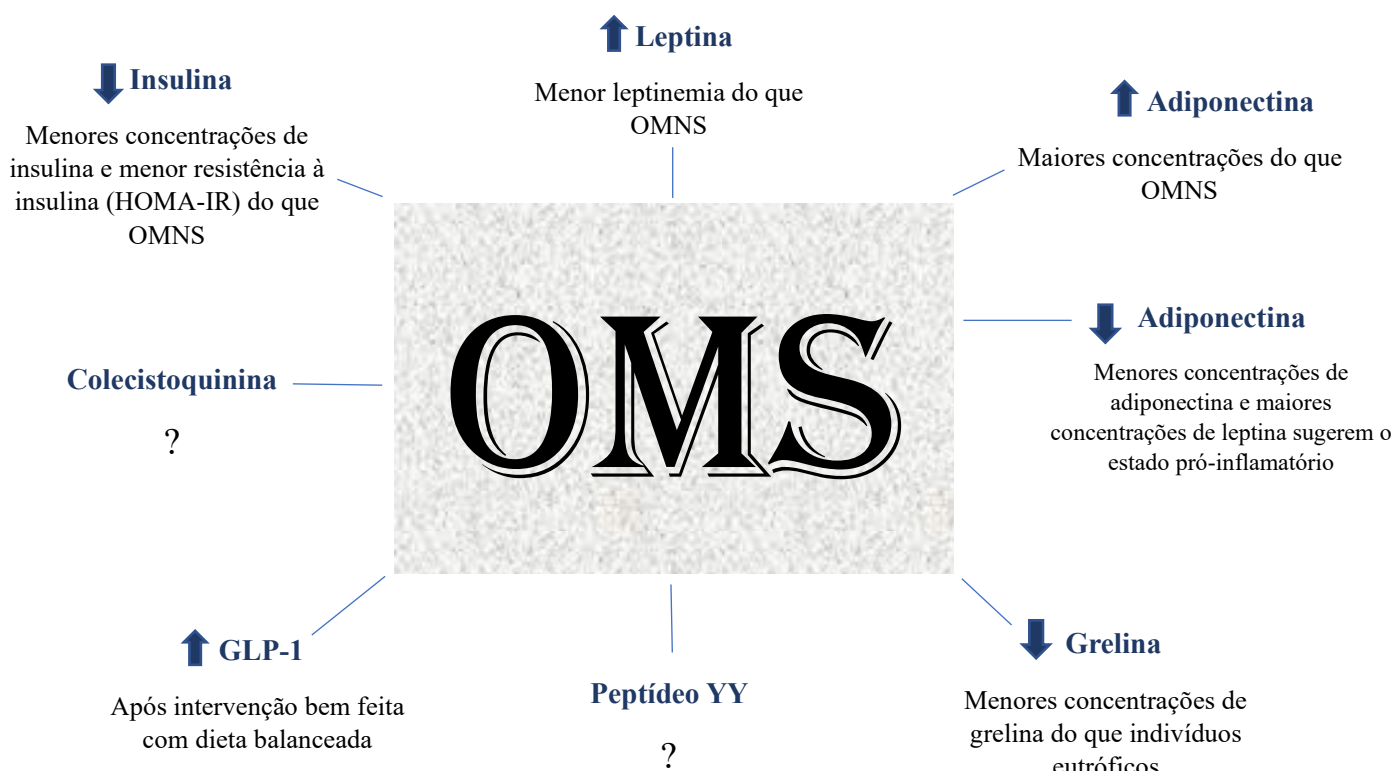 Leptina
Menor leptinemia do que
OMNS
Insulina
Menores concentrações de
insulina e menor resistência à
insulina (HOMA-IR) do que
OMNS
Adiponectina
Maiores concentrações do que
OMNS
OMS
Colecistoquinina
?
Adiponectina
Menores concentrações de
adiponectina e maiores
concentrações de leptina sugerem o
estado pró-inflamatório
GLP-1
Após intervenção bem feita
com dieta balanceada
Peptídeo YY
?
Grelina
Menores concentrações de
grelina do que indivíduos
eutróficos